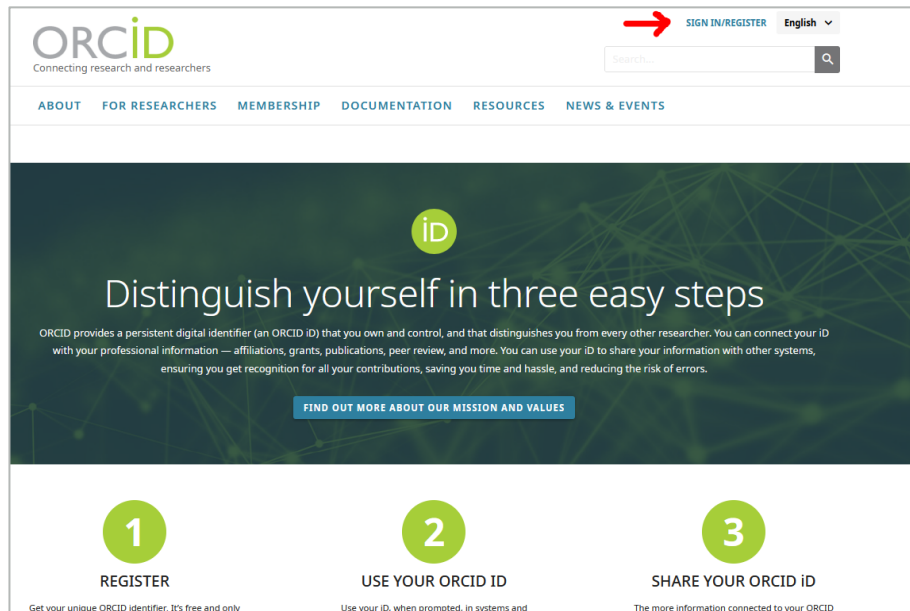 SIGN IN/REGISTER English
ORCiD
Connecting research and researchers
Search...
ABOUT FOR RESEARCHERS MEMBERSHIP DOCUMENTATION RESOURCES NEWS & EVENTS
iD
Distinguish yourself in three easy steps
ORCID provides a persistent digital identifier (an ORCID iD) that you own and control, and that distinguishes you from every other researcher. You can connect your iD
with your professional information — affiliations, grants, publications, peer review, and more. You can use your iD to share your information with other systems,
ensuring you get recognition for all your contributions, saving you time and hassle, and reducing the risk of errors.
FIND OUT MORE ABOUT OUR MISSION AND VALUES
1 2 3
REGISTER USE YOUR ORCID ID SHARE YOUR ORCID iD
Get your unique ORCID identifier. It's free and only Use your iD, when prompted, in systems and The more information connected to your ORCID